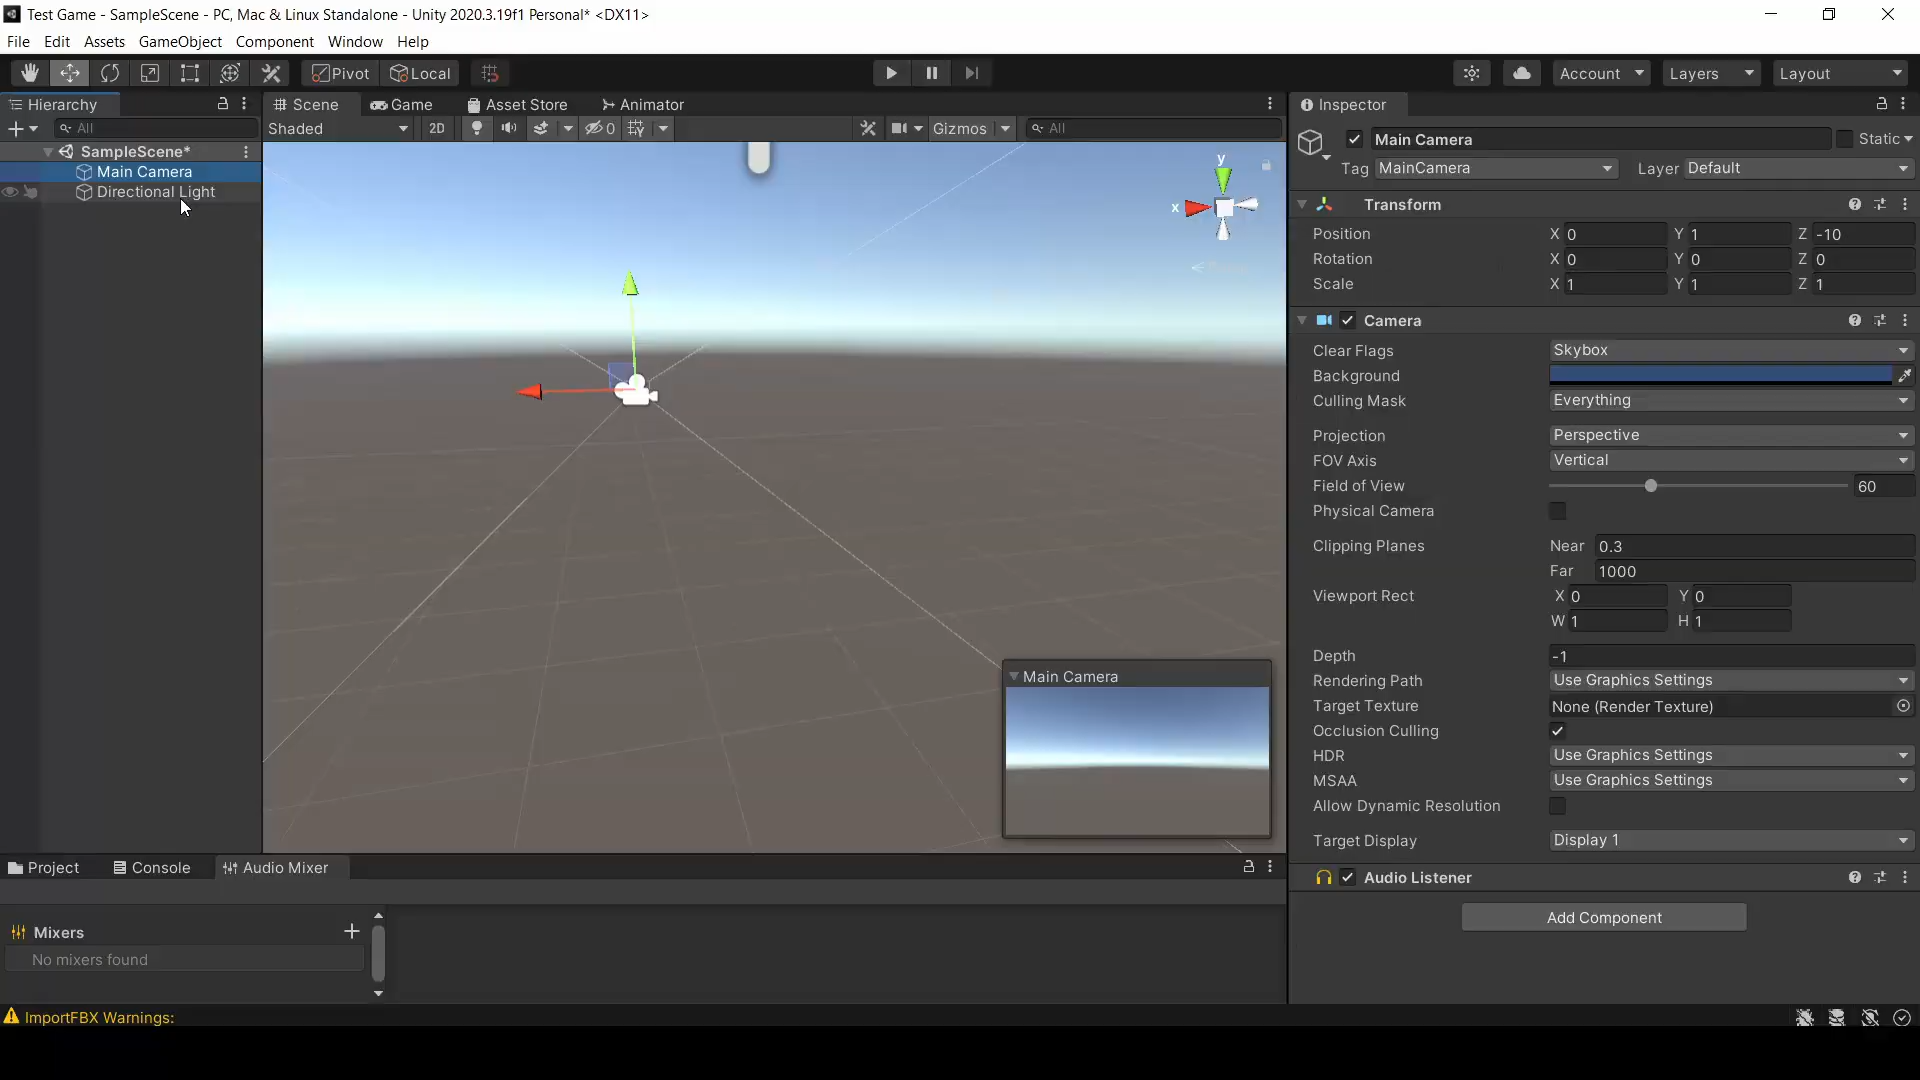 Test Game - SampleScene - PC, Mac & Linux Standalone - Unity 2020.3.19f1 Personal* <DX11>
File Edit Assets GameObject Component Window Help
Pivot Local Account Layers Layout
Hierarchy Scene Game Asset Store Animator Inspector
All Shaded 2D 0 Gizmos All
SampleScene*
Main Camera
Directional Light
y
x
Main Camera
Main Camera Static
Tag MainCamera Layer Default
Transform
Position X 0 Y 1 Z -10
Rotation X 0 Y 0 Z 0
Scale X 1 Y 1 Z 1
Camera
Clear Flags Skybox
Background
Culling Mask Everything
Projection Perspective
FOV Axis Vertical
Field of View 60
Physical Camera
Clipping Planes Near 0.3
Far 1000
Viewport Rect X 0 Y 0
W 1 H 1
Depth -1
Rendering Path Use Graphics Settings
Target Texture None (Render Texture)
Occlusion Culling
HDR Use Graphics Settings
MSAA Use Graphics Settings
Allow Dynamic Resolution
Target Display Display 1
Audio Listener
Add Component
Project Console Audio Mixer
Mixers
No mixers found
ImportFBX Warnings: